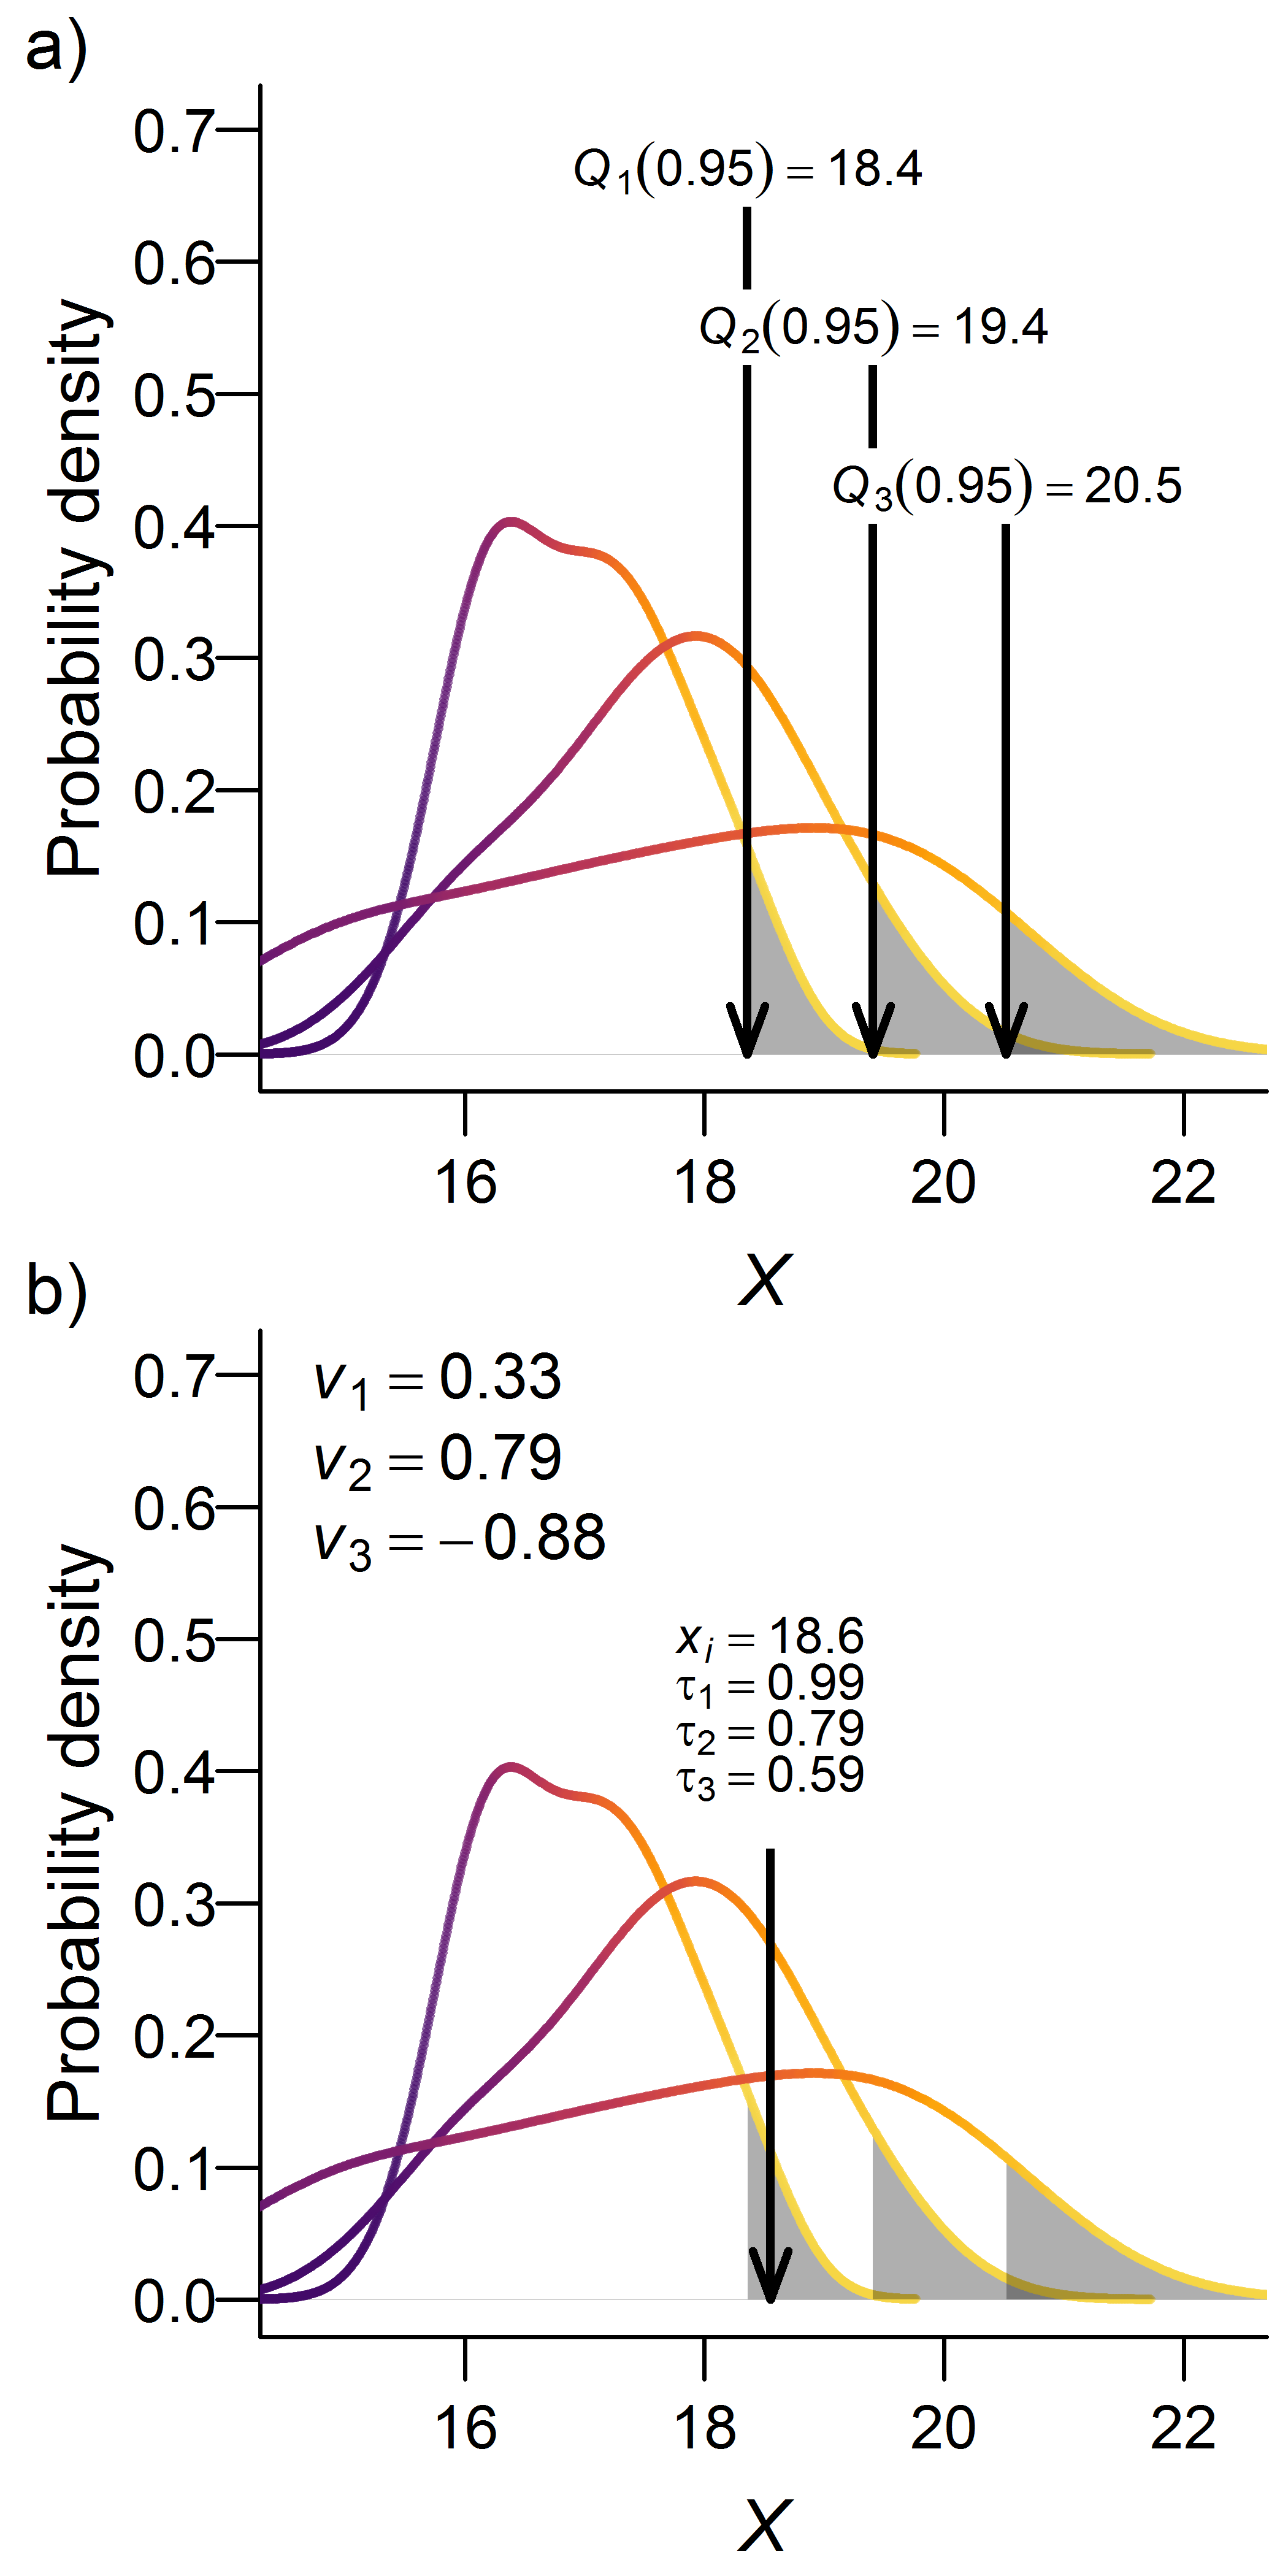 a)
Probability density
0.7
0.6
0.5
0.4
0.3
0.2
0.1
0.0
Q1(0.95) = 18.4
Q2(0.95) = 19.4
Q3(0.95) = 20.5
16 18 20 22
X
b)
Probability density
0.7
0.6
0.5
0.4
0.3
0.2
0.1
0.0
v1 = 0.33
v2 = 0.79
v3 = −0.88
xi = 18.6
τ1 = 0.99
τ2 = 0.79
τ3 = 0.59
16 18 20 22
X